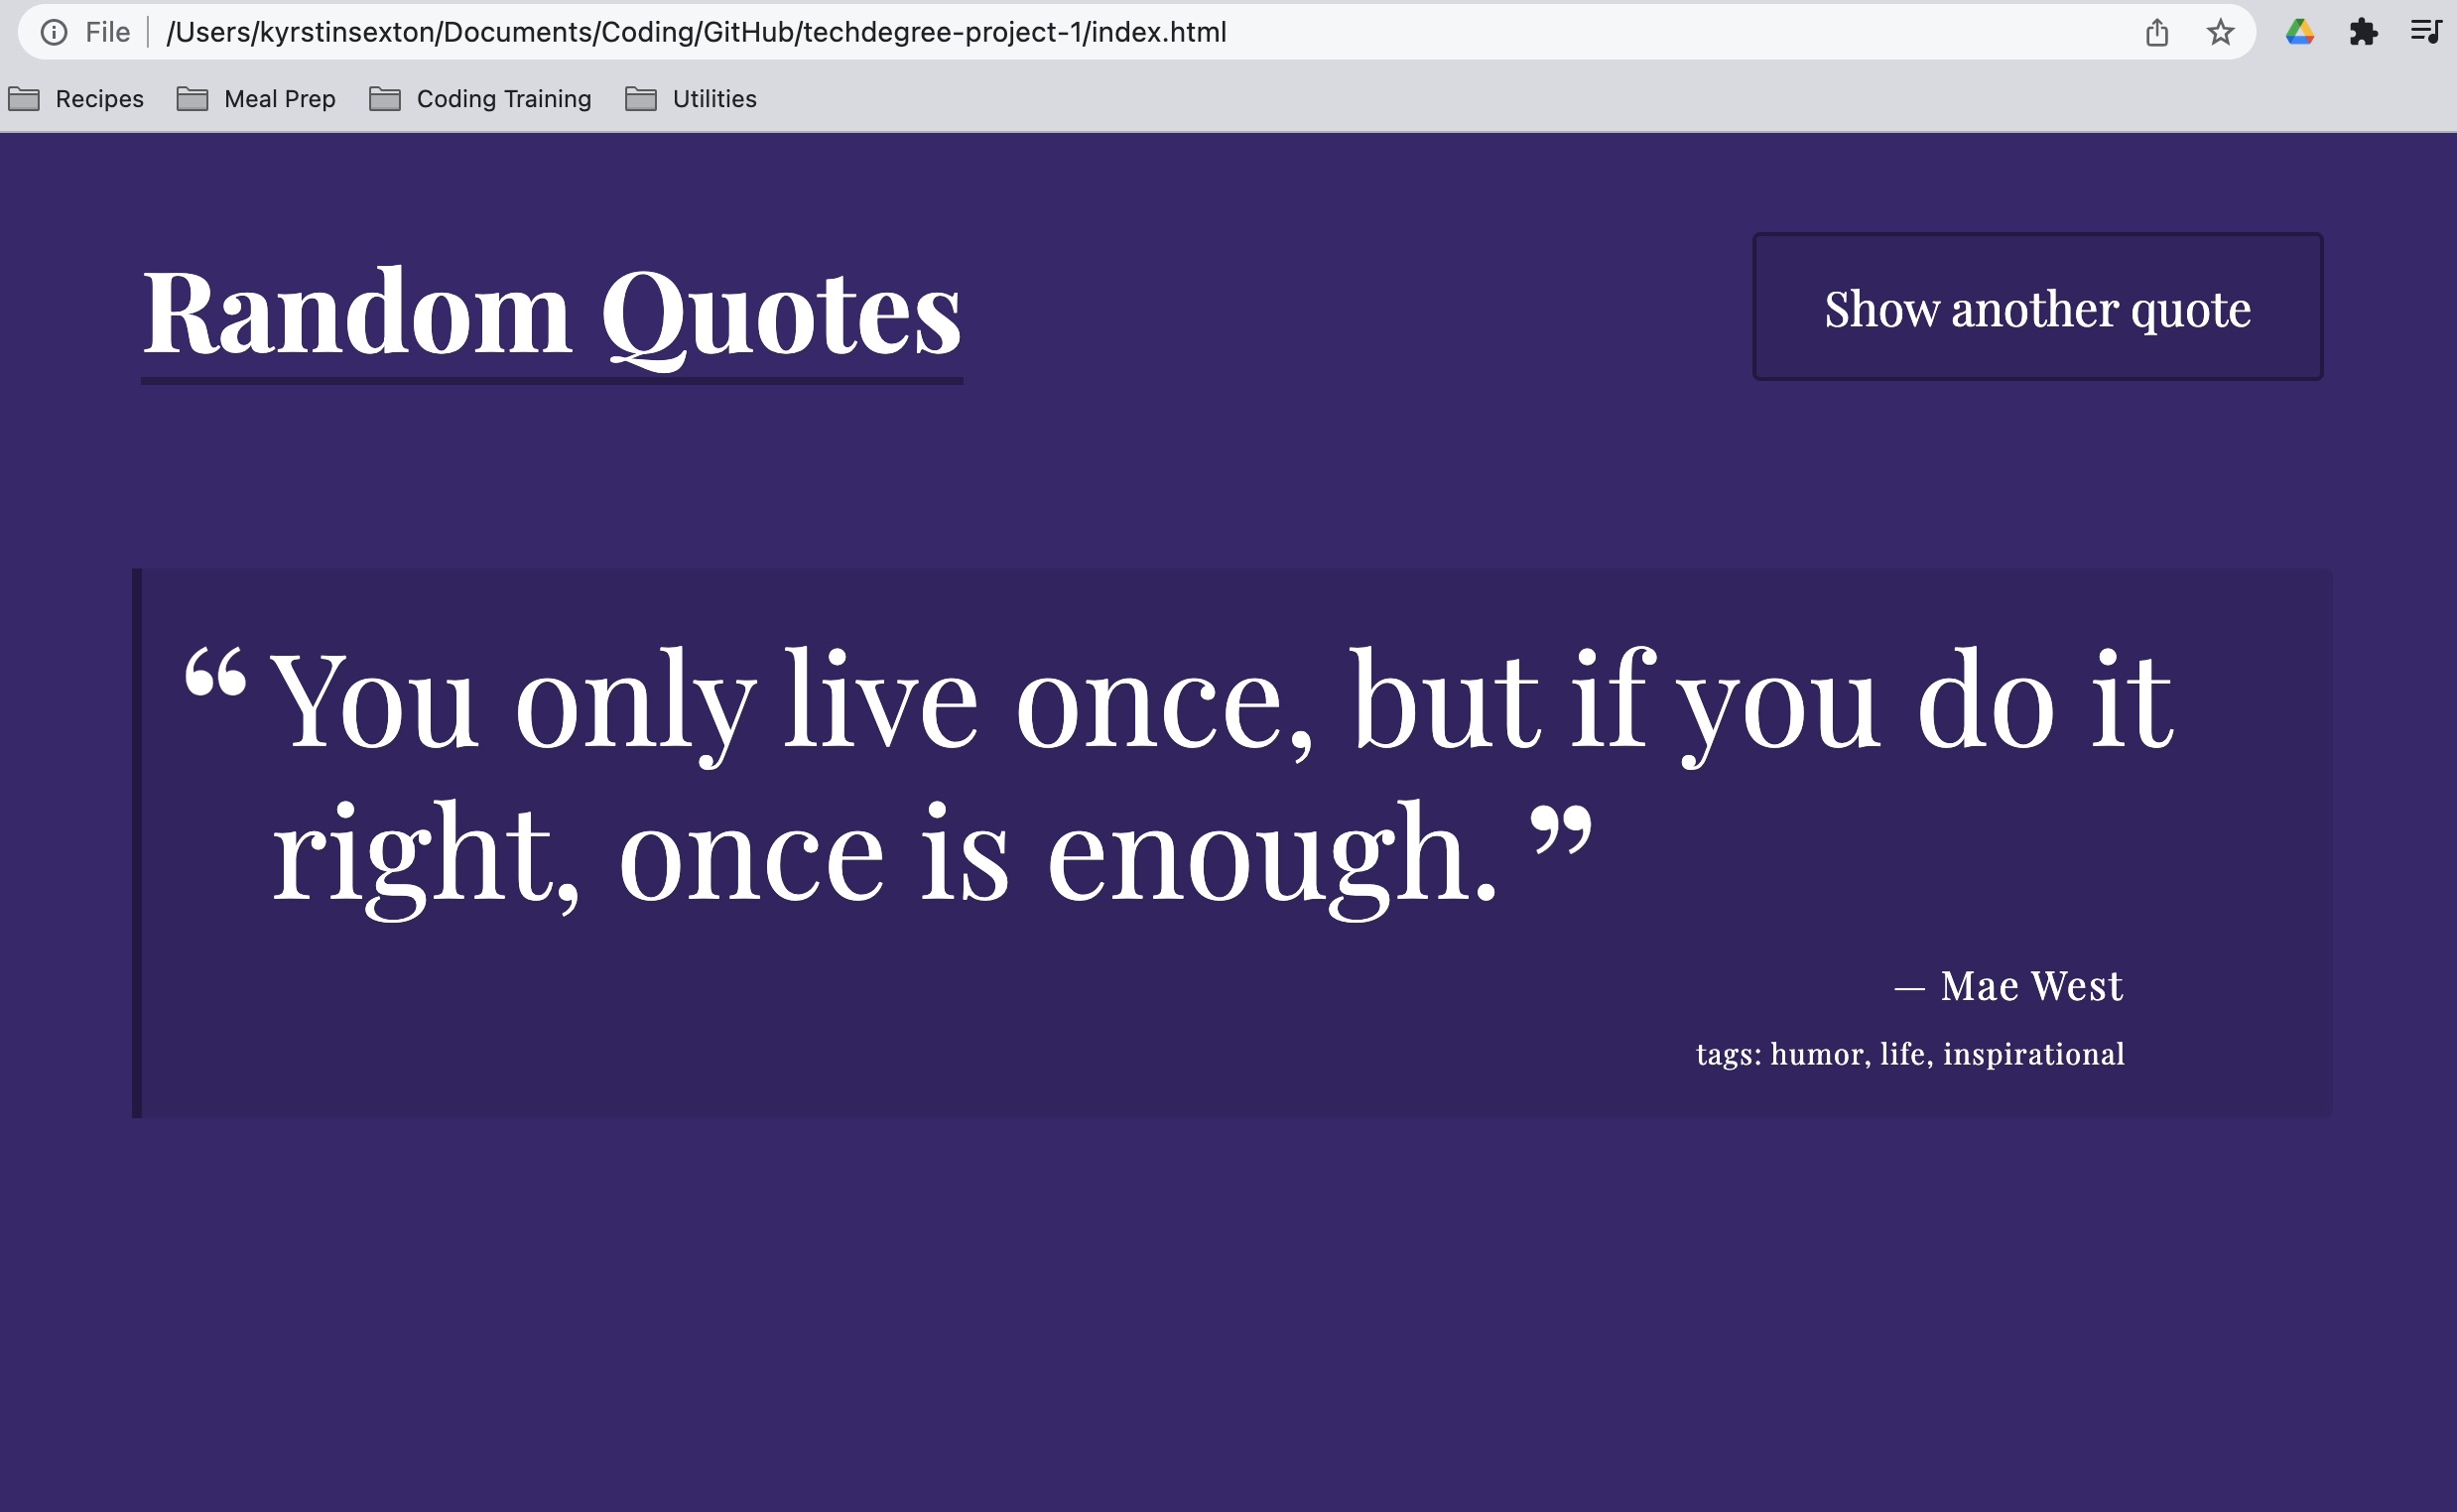 File /Users/kyrstinsexton/Documents/Coding/GitHub/techdegree-project-1/index.html
Recipes Meal Prep Coding Training Utilities
Random Quotes
Show another quote
“ You only live once, but if you do it
right, once is enough. ”
— Mae West
tags: humor, life, inspirational